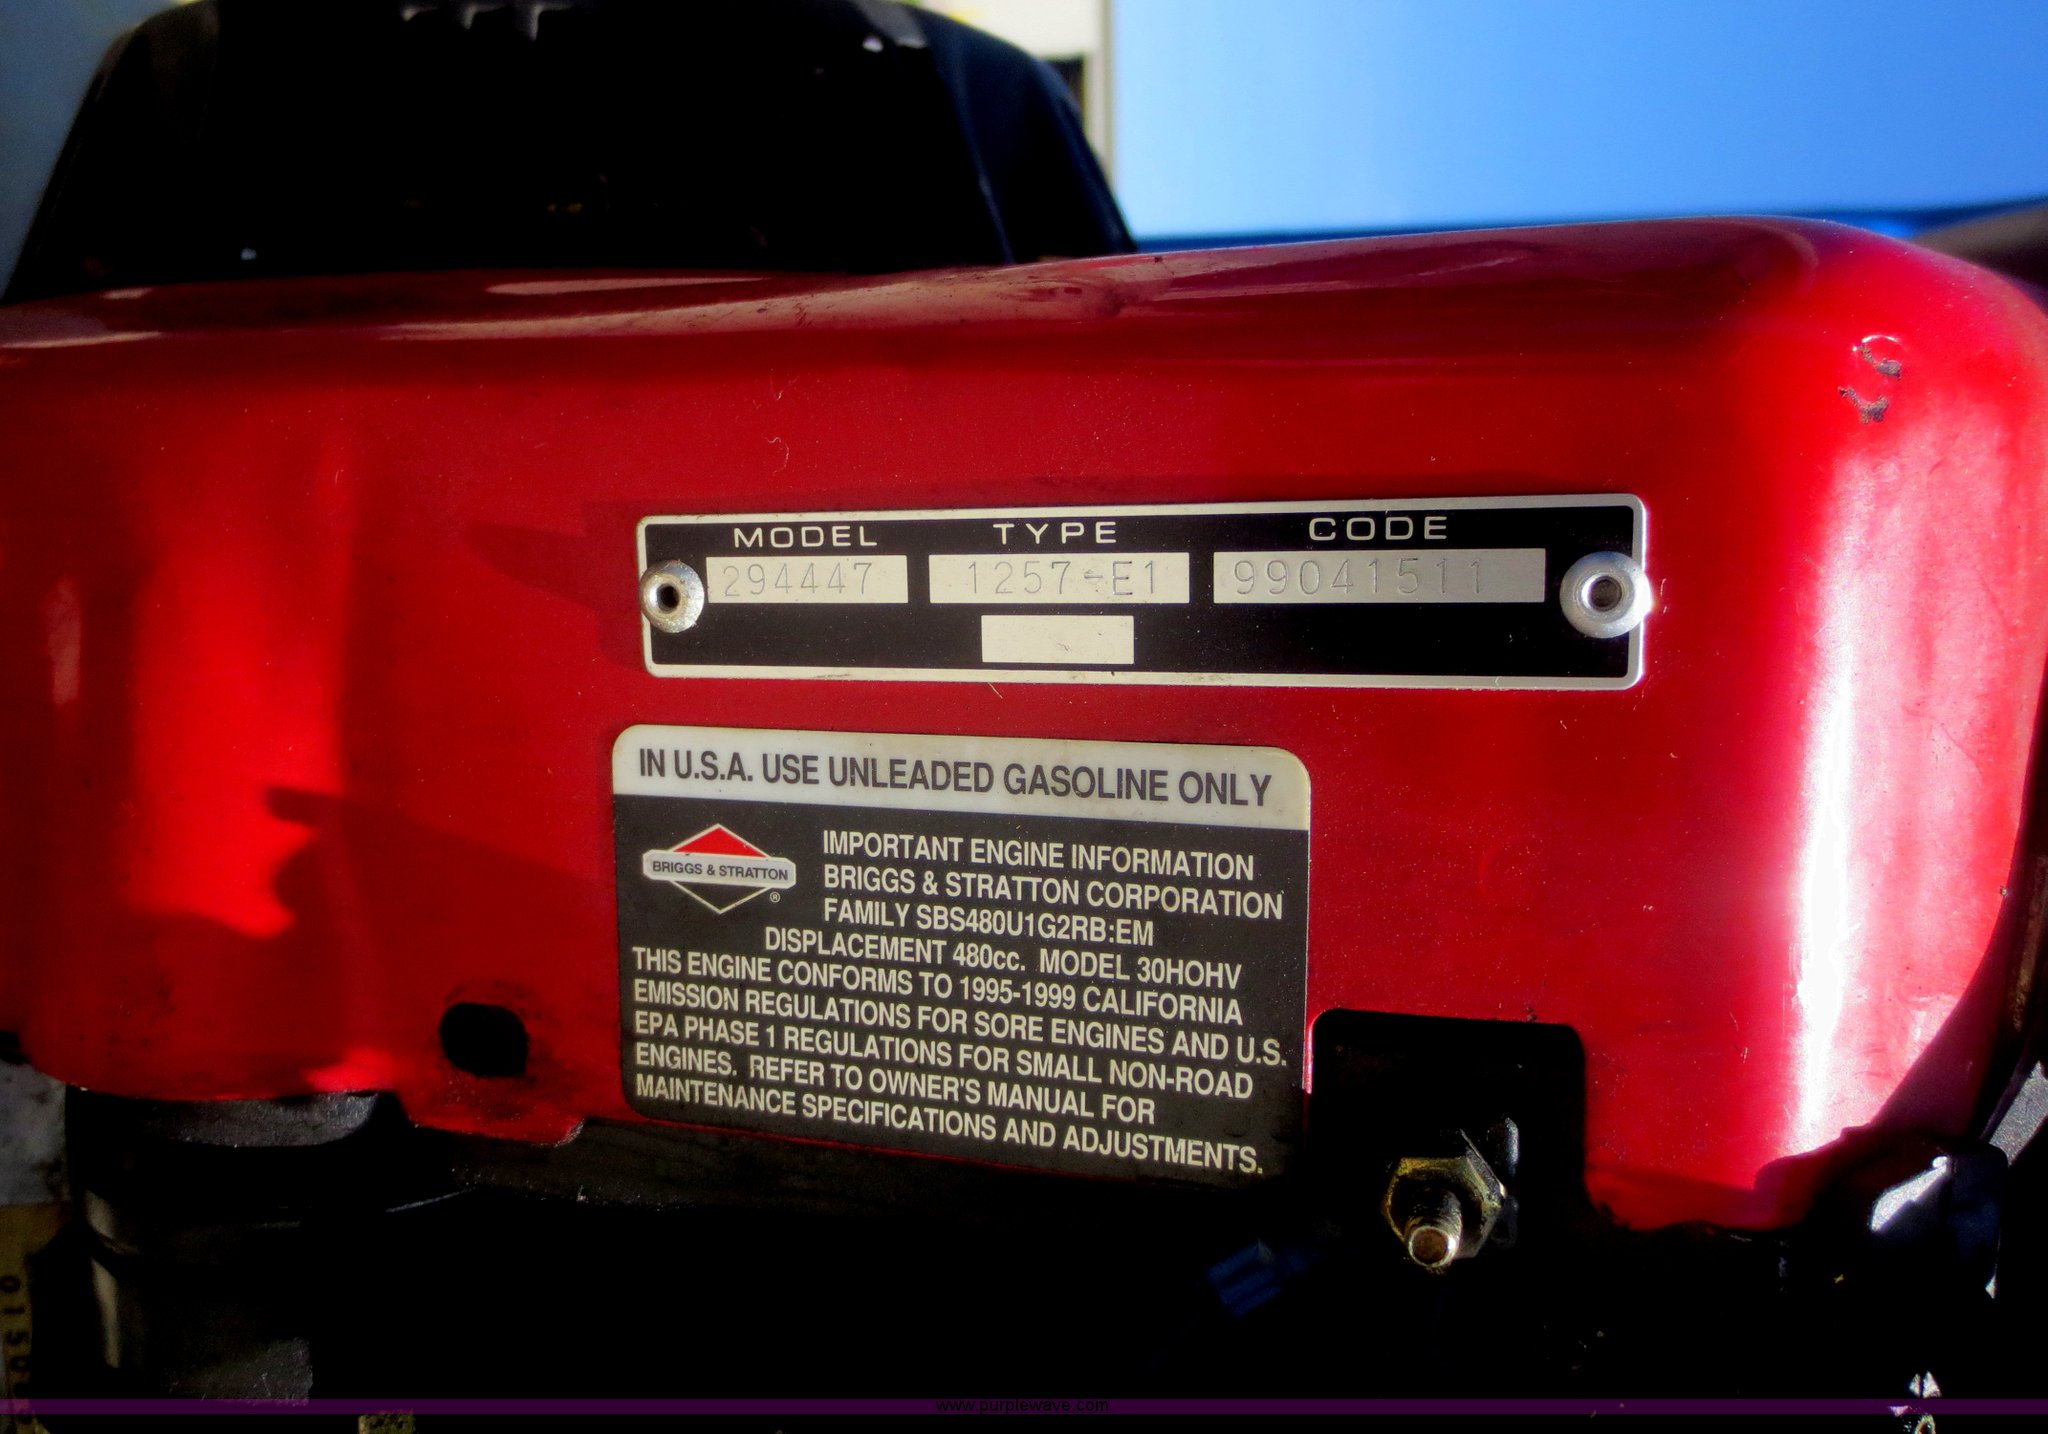 MODEL TYPE CODE
294447 1257-E1 99041511
IN U.S.A. USE UNLEADED GASOLINE ONLY
BRIGGS & STRATTON ®
IMPORTANT ENGINE INFORMATION
BRIGGS & STRATTON CORPORATION
FAMILY SBS480U1G2RB:EM
DISPLACEMENT 480cc. MODEL 30HOHV
THIS ENGINE CONFORMS TO 1995-1999 CALIFORNIA
EMISSION REGULATIONS FOR SORE ENGINES AND U.S.
EPA PHASE 1 REGULATIONS FOR SMALL NON-ROAD
ENGINES. REFER TO OWNER'S MANUAL FOR
MAINTENANCE SPECIFICATIONS AND ADJUSTMENTS.
www.purplewave.com